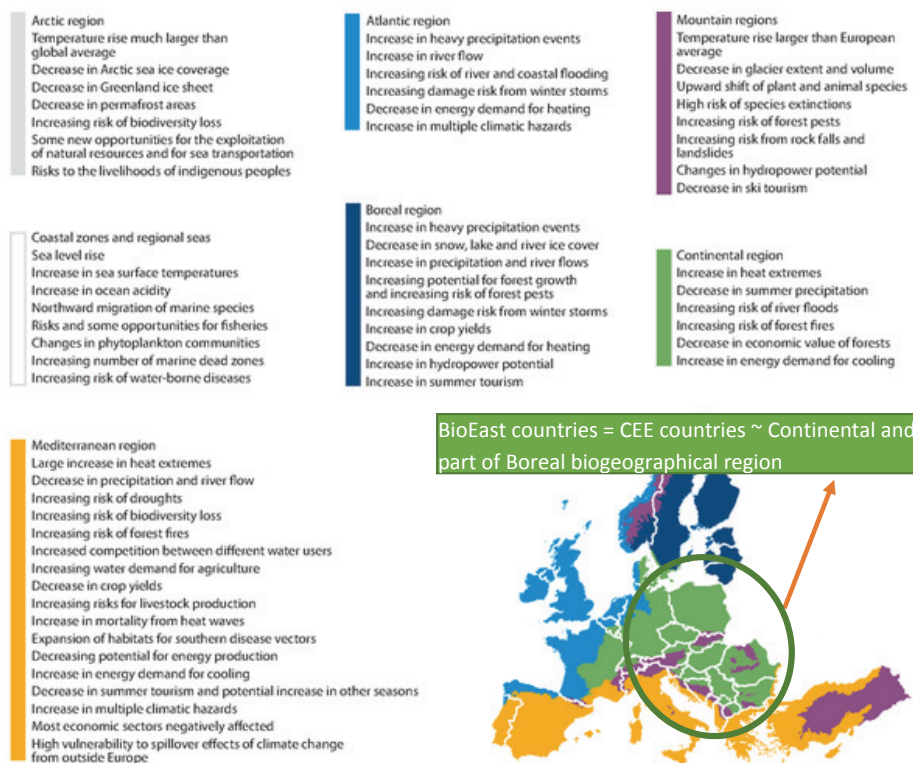 Arctic region
Temperature rise much larger than
global average
Decrease in Arctic sea ice coverage
Decrease in Greenland ice sheet
Decrease in permafrost areas
Increasing risk of biodiversity loss
Some new opportunities for the exploitation
of natural resources and for sea transportation
Risks to the livelihoods of indigenous peoples
Atlantic region
Increase in heavy precipitation events
Increase in river flow
Increasing risk of river and coastal flooding
Increasing damage risk from winter storms
Decrease in energy demand for heating
Increase in multiple climatic hazards
Mountain regions
Temperature rise larger than European
average
Decrease in glacier extent and volume
Upward shift of plant and animal species
High risk of species extinctions
Increasing risk of forest pests
Increasing risk from rock falls and
landslides
Changes in hydropower potential
Decrease in ski tourism
Coastal zones and regional seas
Sea level rise
Increase in sea surface temperatures
Increase in ocean acidity
Northward migration of marine species
Risks and some opportunities for fisheries
Changes in phytoplankton communities
Increasing number of marine dead zones
Increasing risk of water-borne diseases
Boreal region
Increase in heavy precipitation events
Decrease in snow, lake and river ice cover
Increase in precipitation and river flows
Increasing potential for forest growth
and increasing risk of forest pests
Increasing damage risk from winter storms
Increase in crop yields
Decrease in energy demand for heating
Increase in hydropower potential
Increase in summer tourism
Continental region
Increase in heat extremes
Decrease in summer precipitation
Increasing risk of river floods
Increasing risk of forest fires
Decrease in economic value of forests
Increase in energy demand for cooling
Mediterranean region
Large increase in heat extremes
Decrease in precipitation and river flow
Increasing risk of droughts
Increasing risk of biodiversity loss
Increasing risk of forest fires
Increased competition between different water users
Increasing water demand for agriculture
Decrease in crop yields
Increasing risks for livestock production
Increase in mortality from heat waves
Expansion of habitats for southern disease vectors
Decreasing potential for energy production
Increase in energy demand for cooling
Decrease in summer tourism and potential increase in other seasons
Increase in multiple climatic hazards
Most economic sectors negatively affected
High vulnerability to spillover effects of climate change
from outside Europe
BioEast countries = CEE countries ~ Continental and
part of Boreal biogeographical region